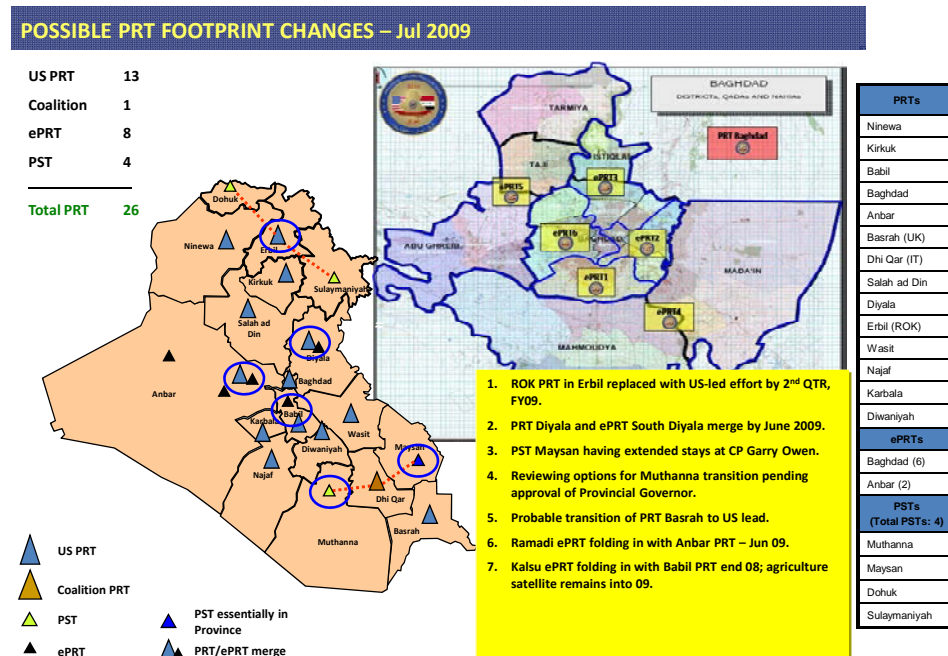 POSSIBLE PRT FOOTPRINT CHANGES – Jul 2009
US PRT 13
Coalition 1
ePRT 8
PST 4
Total PRT 26
BAGHDAD
DISTRICTS, QADAS AND NAHIAS
PRT Baghdad
TARMIYA
TAJI
ISTIQLAL
ePRT5
ePRT3
ABU GHREIB
ePRT6
BAGHDAD
ePRT2
ePRT1
MADA'IN
ePRT4
MAHMOUDIYA
Dohuk
Ninewa
Erbil
Kirkuk
Sulaymaniyah
Salah ad
Din
Diyala
Anbar
Baghdad
Babil
Karbala
Wasit
Diwaniyah
Maysan
Najaf
Dhi Qar
Basrah
Muthanna
US PRT
Coalition PRT
PST
ePRT
PST essentially in
Province
PRT/ePRT merge
1. ROK PRT in Erbil replaced with US-led effort by 2nd QTR,
FY09.
2. PRT Diyala and ePRT South Diyala merge by June 2009.
3. PST Maysan having extended stays at CP Garry Owen.
4. Reviewing options for Muthanna transition pending
approval of Provincial Governor.
5. Probable transition of PRT Basrah to US lead.
6. Ramadi ePRT folding in with Anbar PRT – Jun 09.
7. Kalsu ePRT folding in with Babil PRT end 08; agriculture
satellite remains into 09.
PRTs
Ninewa
Kirkuk
Babil
Baghdad
Anbar
Basrah (UK)
Dhi Qar (IT)
Salah ad Din
Diyala
Erbil (ROK)
Wasit
Najaf
Karbala
Diwaniyah
ePRTs
Baghdad (6)
Anbar (2)
PSTs
(Total PSTs: 4)
Muthanna
Maysan
Dohuk
Sulaymaniyah